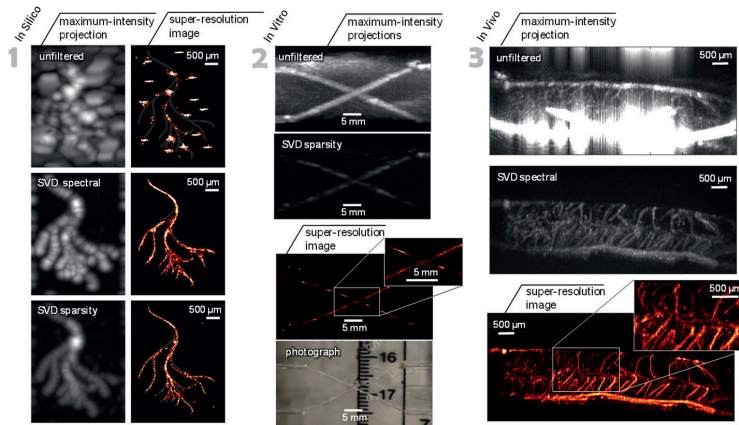 1
In Silico
maximum-intensity
projection
super-resolution
image
unfiltered
500 µm
SVD spectral
500 µm
SVD sparsity
500 µm
2
In Vitro
maximum-intensity
projections
unfiltered
5 mm
SVD sparsity
5 mm
super-resolution
image
5 mm
5 mm
photograph
16
17
5 mm
3
In Vivo
maximum-intensity
projection
unfiltered
500 µm
SVD spectral
500 µm
super-resolution
image
500 µm
500 µm